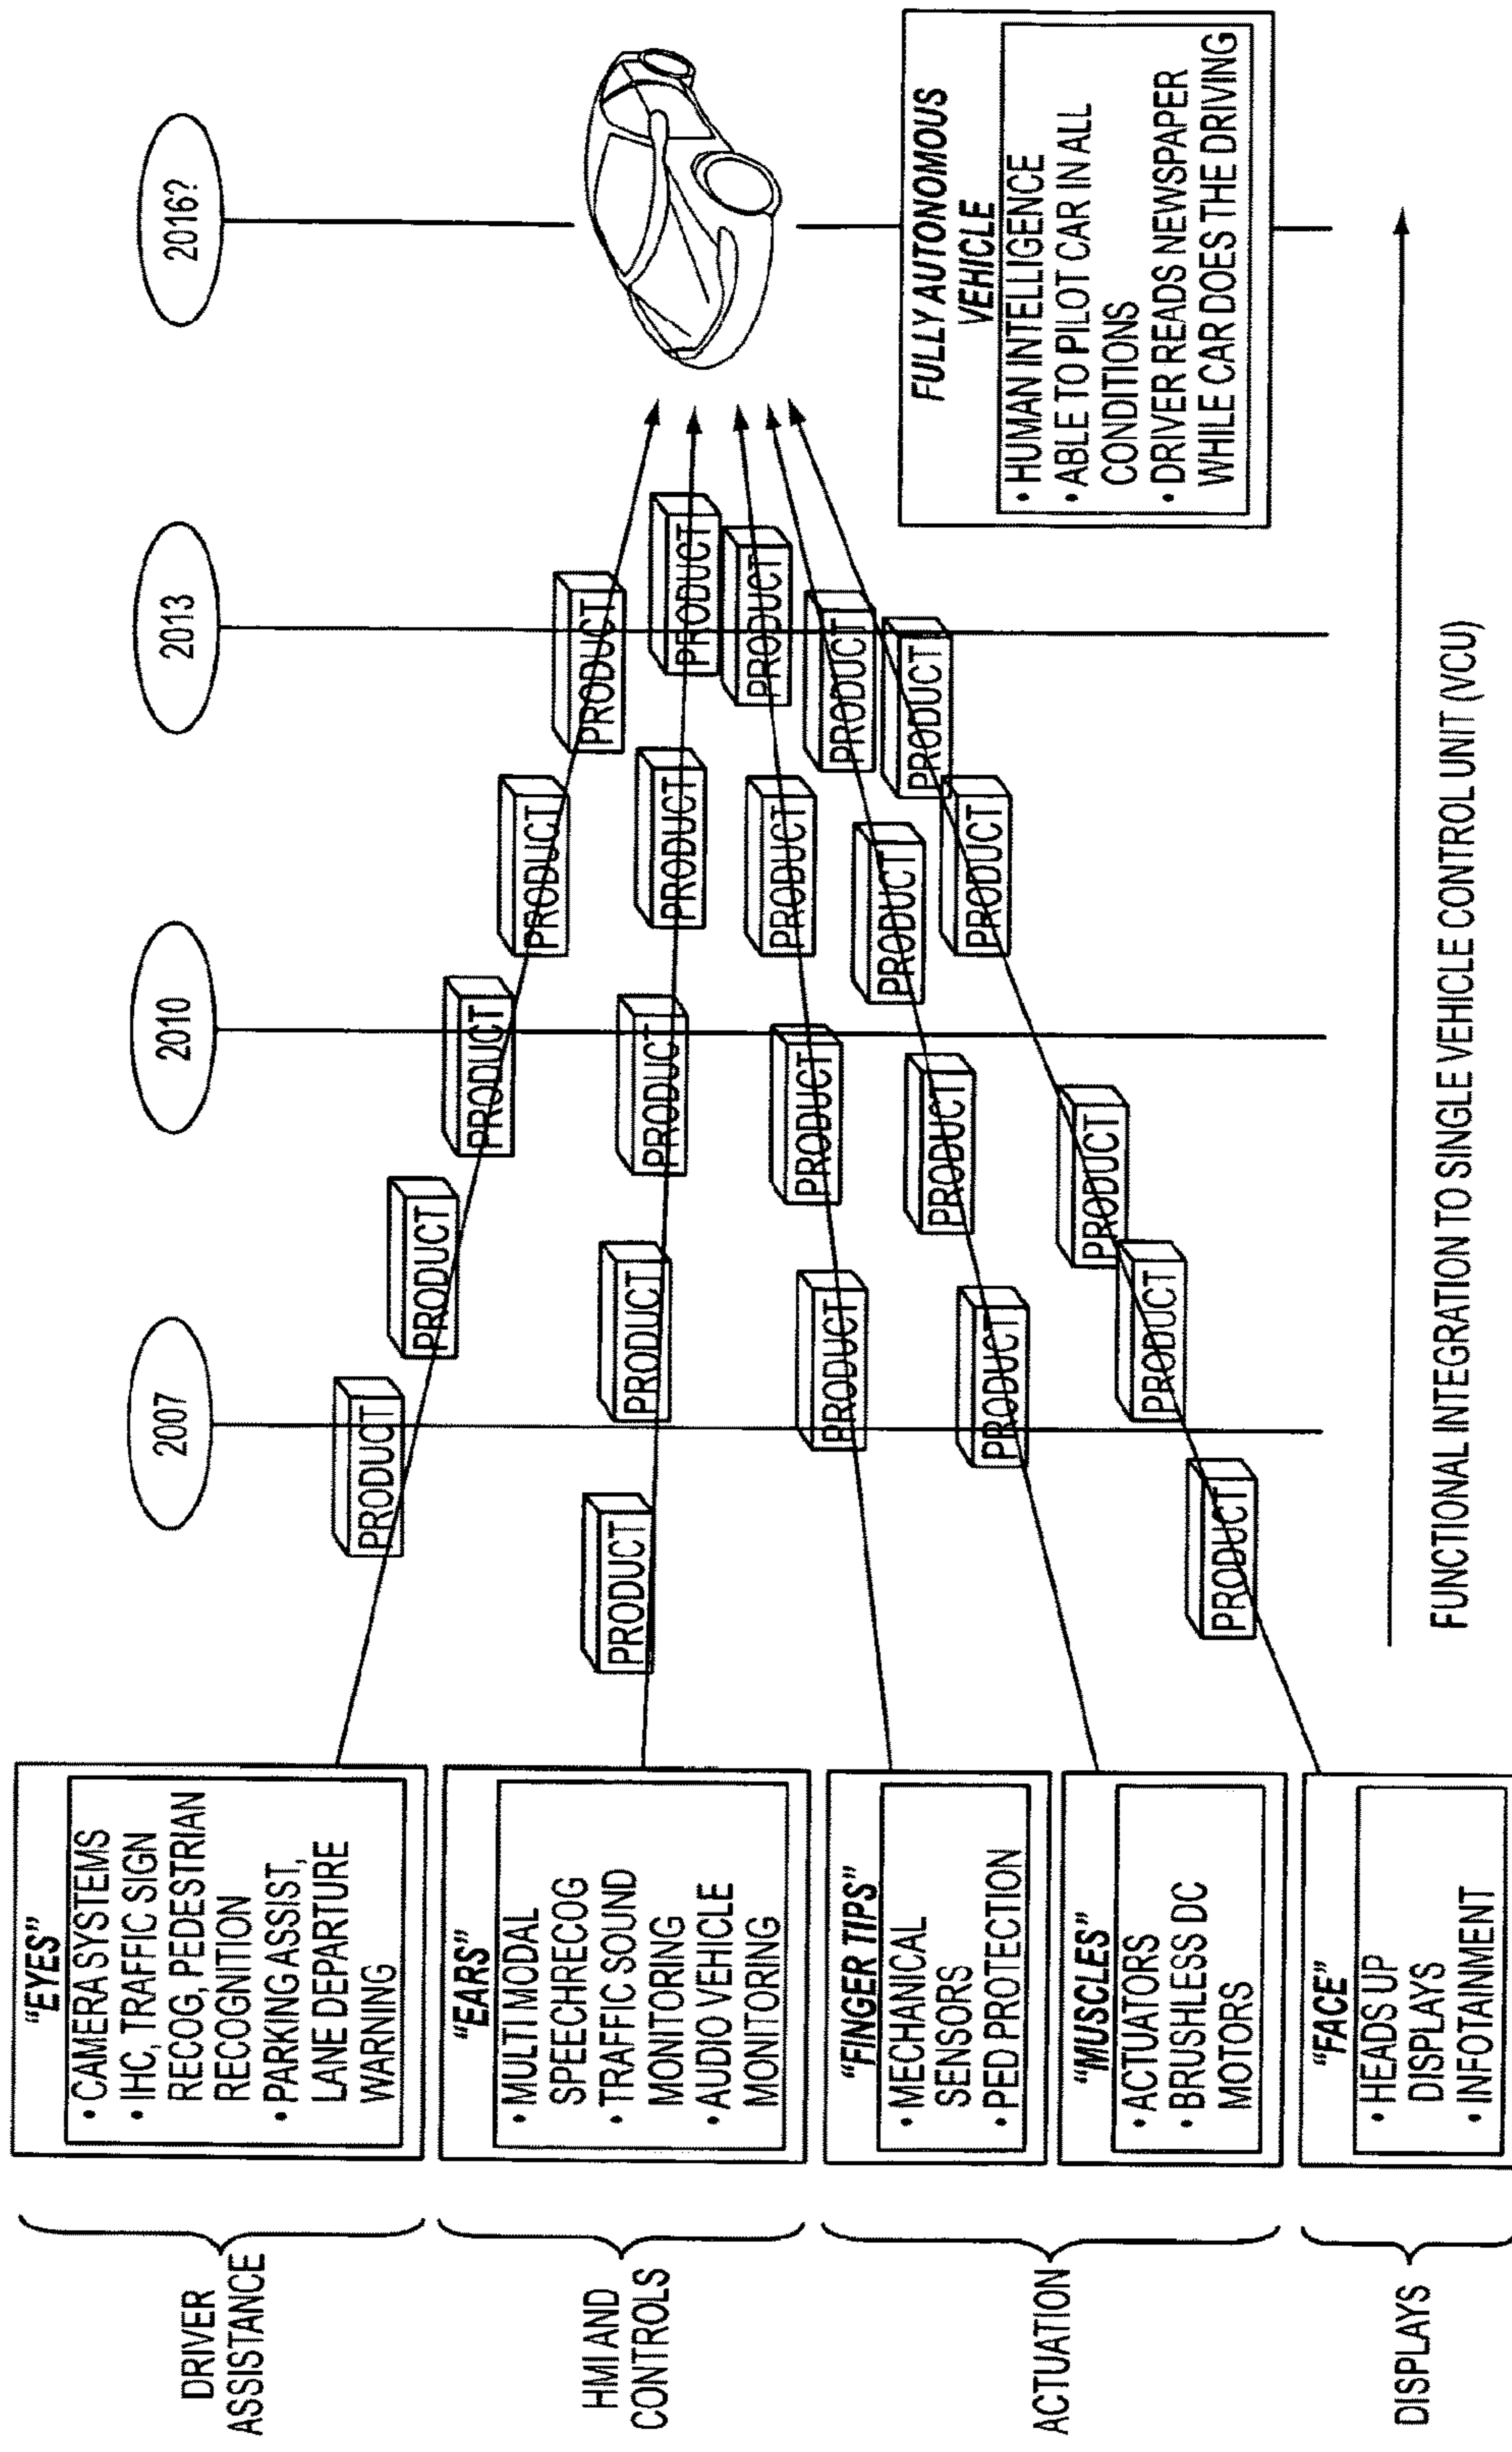 2007
2010
2013
2016?
DRIVER
ASSISTANCE
"EYES"
• CAMERA SYSTEMS
• IHC, TRAFFIC SIGN
RECOG, PEDESTRIAN
RECOGNITION
• PARKING ASSIST,
LANE DEPARTURE
WARNING
PRODUCT
PRODUCT
PRODUCT
PRODUCT
PRODUCT
HMI AND
CONTROLS
"EARS"
• MULTI MODAL
SPEECHRECOG
• TRAFFIC SOUND
MONITORING
• AUDIO VEHICLE
MONITORING
PRODUCT
PRODUCT
PRODUCT
PRODUCT
PRODUCT
ACTUATION
"FINGER TIPS"
• MECHANICAL
SENSORS
• PED PROTECTION
PRODUCT
PRODUCT
PRODUCT
PRODUCT
"MUSCLES"
• ACTUATORS
• BRUSHLESS DC
MOTORS
PRODUCT
PRODUCT
PRODUCT
PRODUCT
DISPLAYS
"FACE"
• HEADS UP
DISPLAYS
• INFOTAINMENT
PRODUCT
PRODUCT
PRODUCT
PRODUCT
PRODUCT
FULLY AUTONOMOUS
VEHICLE
• HUMAN INTELLIGENCE
• ABLE TO PILOT CAR IN ALL
CONDITIONS
• DRIVER READS NEWSPAPER
WHILE CAR DOES THE DRIVING
FUNCTIONAL INTEGRATION TO SINGLE VEHICLE CONTROL UNIT (VCU)